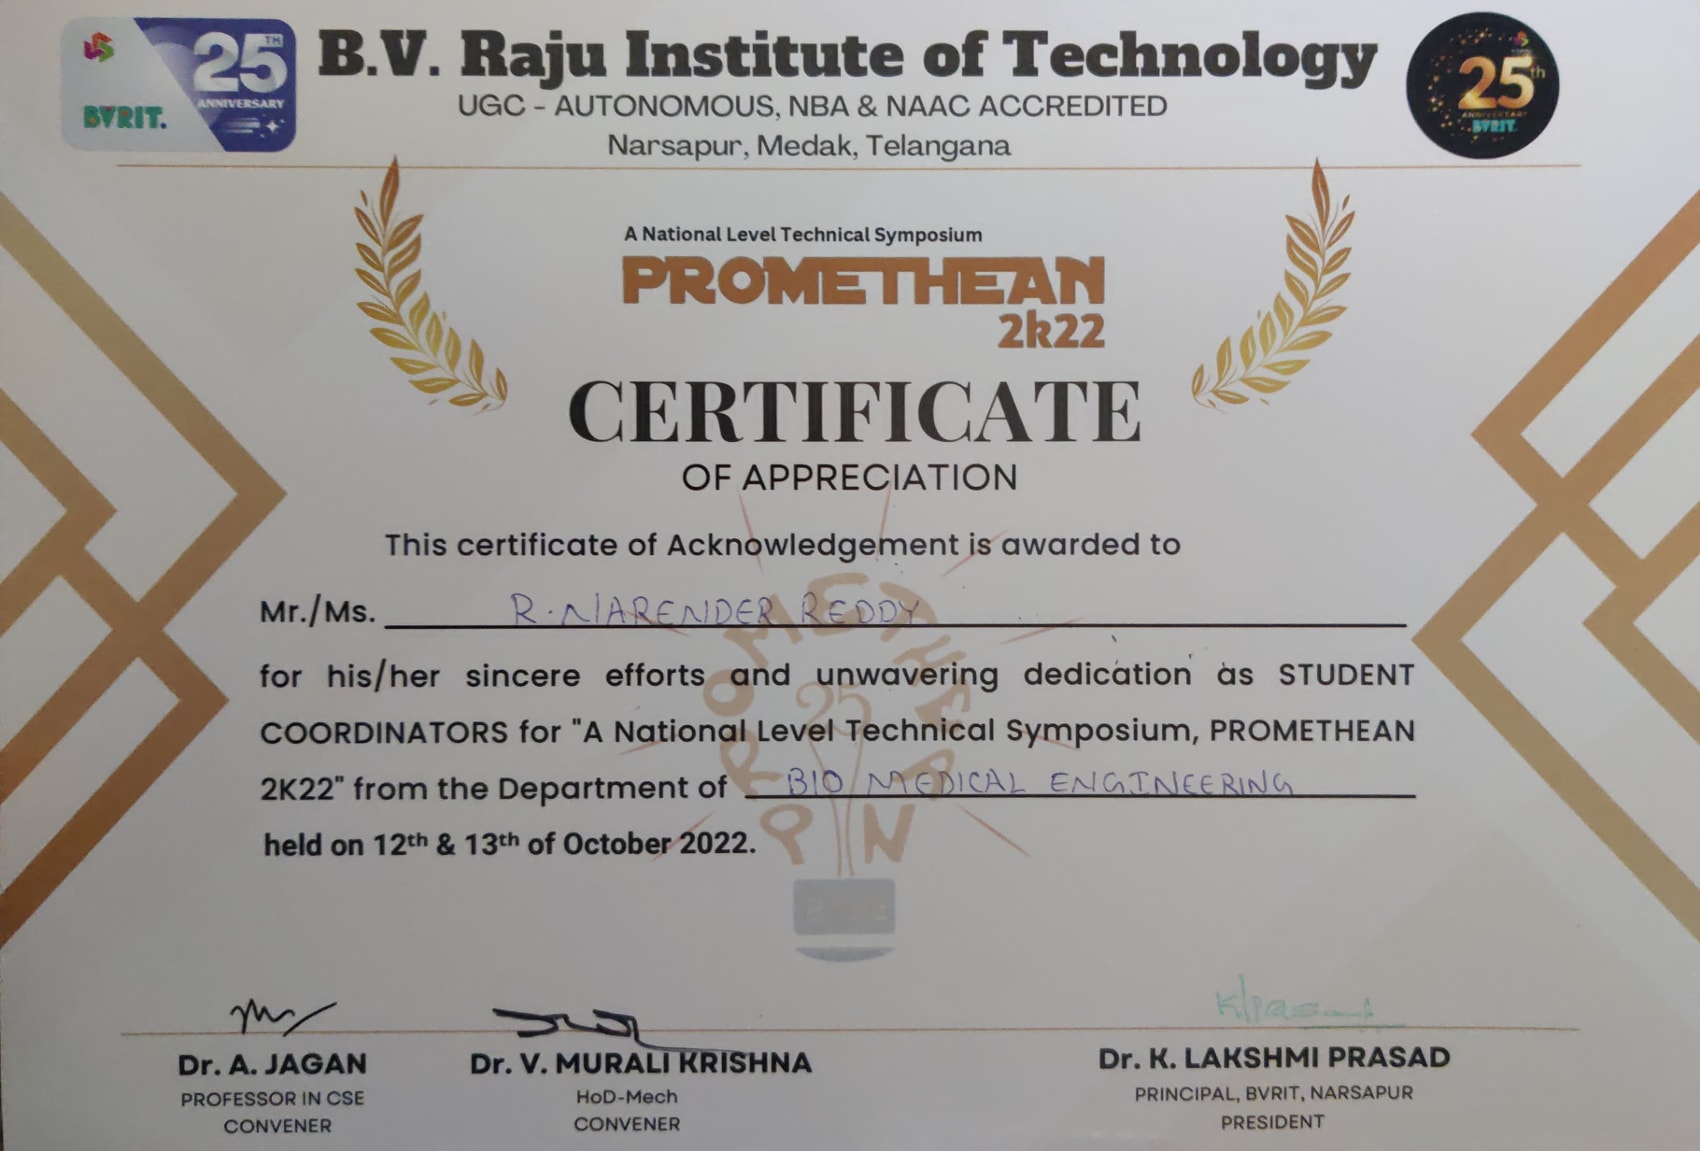 25TH
ANNIVERSARY
BVRIT.
B.V. Raju Institute of Technology
UGC - AUTONOMOUS, NBA & NAAC ACCREDITED
Narsapur, Medak, Telangana
25th
ANNIVERSARY
BVRIT
A National Level Technical Symposium
PROMETHEAN
2k22
CERTIFICATE
OF APPRECIATION
This certificate of Acknowledgement is awarded to
Mr./Ms. R. NARENDER REDDY
for his/her sincere efforts and unwavering dedication as STUDENT
COORDINATORS for "A National Level Technical Symposium, PROMETHEAN
2K22" from the Department of BIO MEDICAL ENGINEERING
held on 12th & 13th of October 2022.
PROMETHEAN
25
Dr. A. JAGAN
PROFESSOR IN CSE
CONVENER
Dr. V. MURALI KRISHNA
HoD-Mech
CONVENER
Dr. K. LAKSHMI PRASAD
PRINCIPAL, BVRIT, NARSAPUR
PRESIDENT